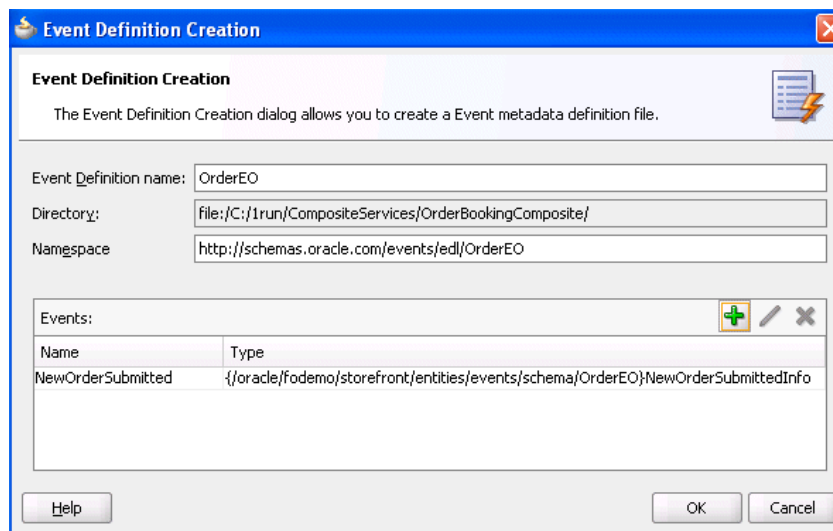 Event Definition Creation
Event Definition Creation
The Event Definition Creation dialog allows you to create a Event metadata definition file.
Event Definition name: OrderEO
Directory: file:/C:/1run/CompositeServices/OrderBookingComposite/
Namespace http://schemas.oracle.com/events/edl/OrderEO
Events:
Name Type
NewOrderSubmitted {/oracle/fodemo/storefront/entities/events/schema/OrderEO}NewOrderSubmittedInfo
Help OK Cancel